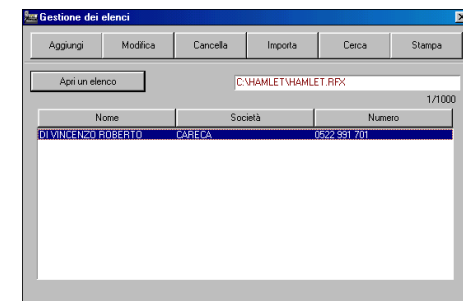 Gestione dei elenci
Aggiungi Modifica Cancella Importa Cerca Stampa
Apri un elenco C:\HAMLET\HAMLET.RFX
1/1000
Nome Società Numero
DI VINCENZO ROBERTO CARECA 0522 991 701